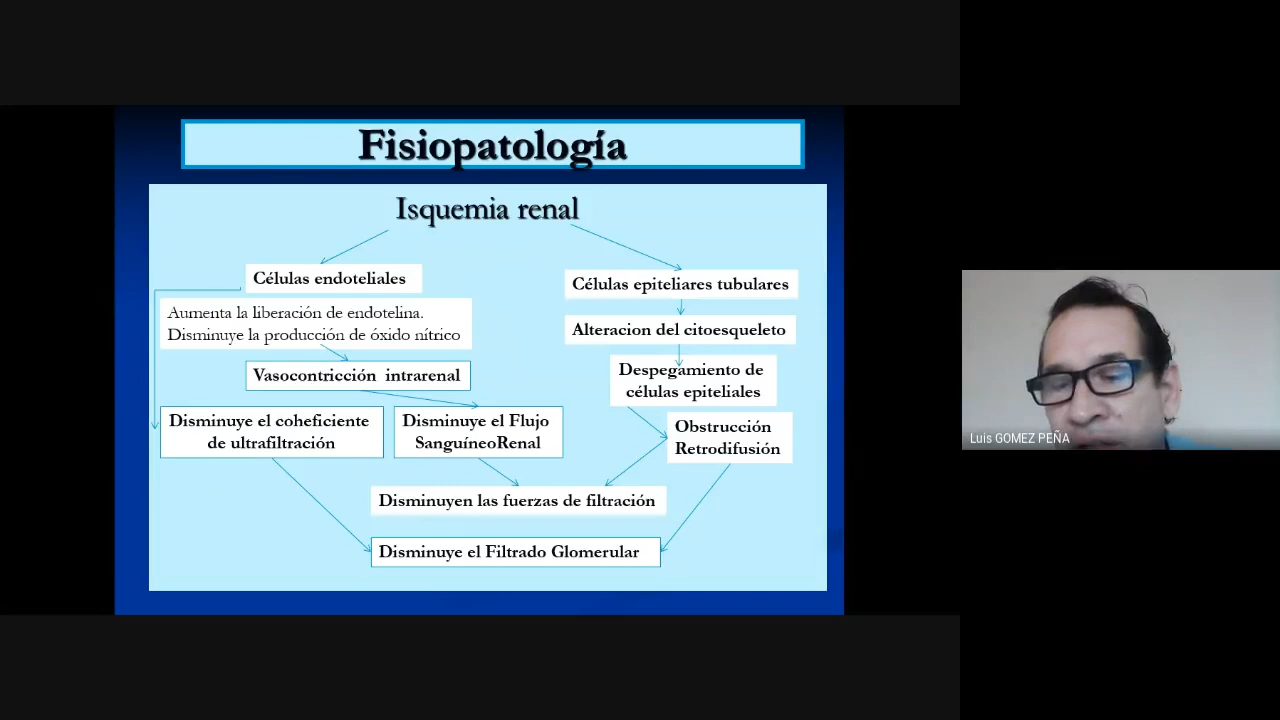 Fisiopatología
Isquemia renal
Células endoteliales
Aumenta la liberación de endotelina.
Disminuye la producción de óxido nítrico
Vasocontricción intrarenal
Disminuye el coheficiente
de ultrafiltración
Disminuye el Flujo
SanguíneoRenal
Células epiteliares tubulares
Alteracion del citoesqueleto
Despegamiento de
células epiteliales
Obstrucción
Retrodifusión
Disminuyen las fuerzas de filtración
Disminuye el Filtrado Glomerular
Luis GOMEZ PEÑA